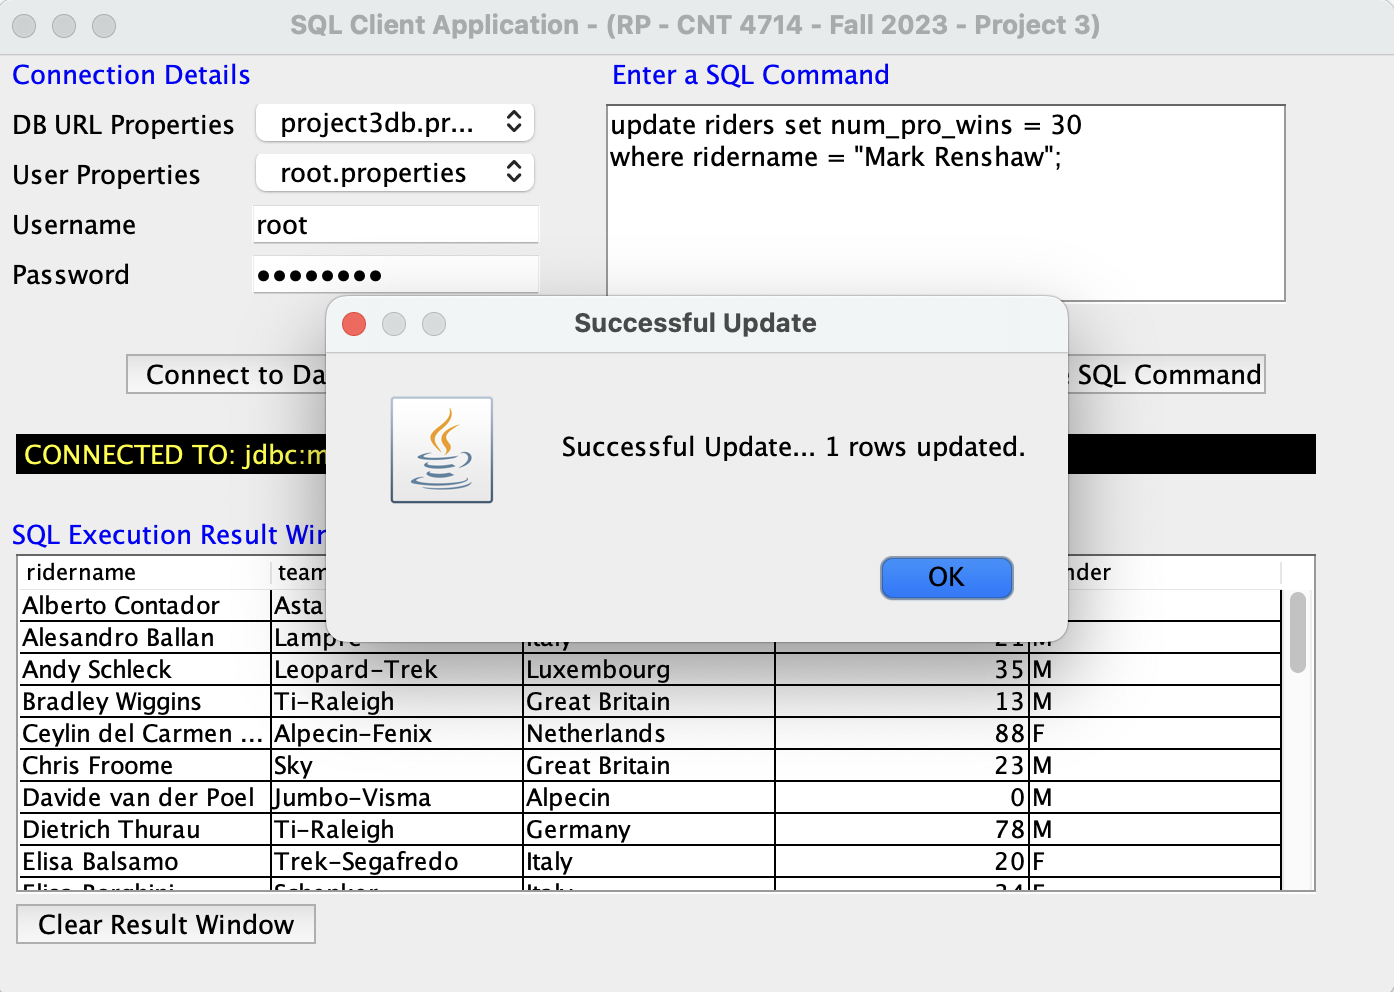 SQL Client Application - (RP - CNT 4714 - Fall 2023 - Project 3)
Connection Details
Enter a SQL Command
DB URL Properties
project3db.pr...
User Properties
root.properties
Username
root
Password
••••••••
update riders set num_pro_wins = 30
where ridername = "Mark Renshaw";
Connect to Da
SQL Command
CONNECTED TO: jdbc:m
Successful Update
Successful Update... 1 rows updated.
OK
SQL Execution Result Win
ridername team nder
Alberto Contador Asta
Alesandro Ballan Lampre Italy 21 M
Andy Schleck Leopard-Trek Luxembourg 35 M
Bradley Wiggins Ti-Raleigh Great Britain 13 M
Ceylin del Carmen ... Alpecin-Fenix Netherlands 88 F
Chris Froome Sky Great Britain 23 M
Davide van der Poel Jumbo-Visma Alpecin 0 M
Dietrich Thurau Ti-Raleigh Germany 78 M
Elisa Balsamo Trek-Segafredo Italy 20 F
Clear Result Window